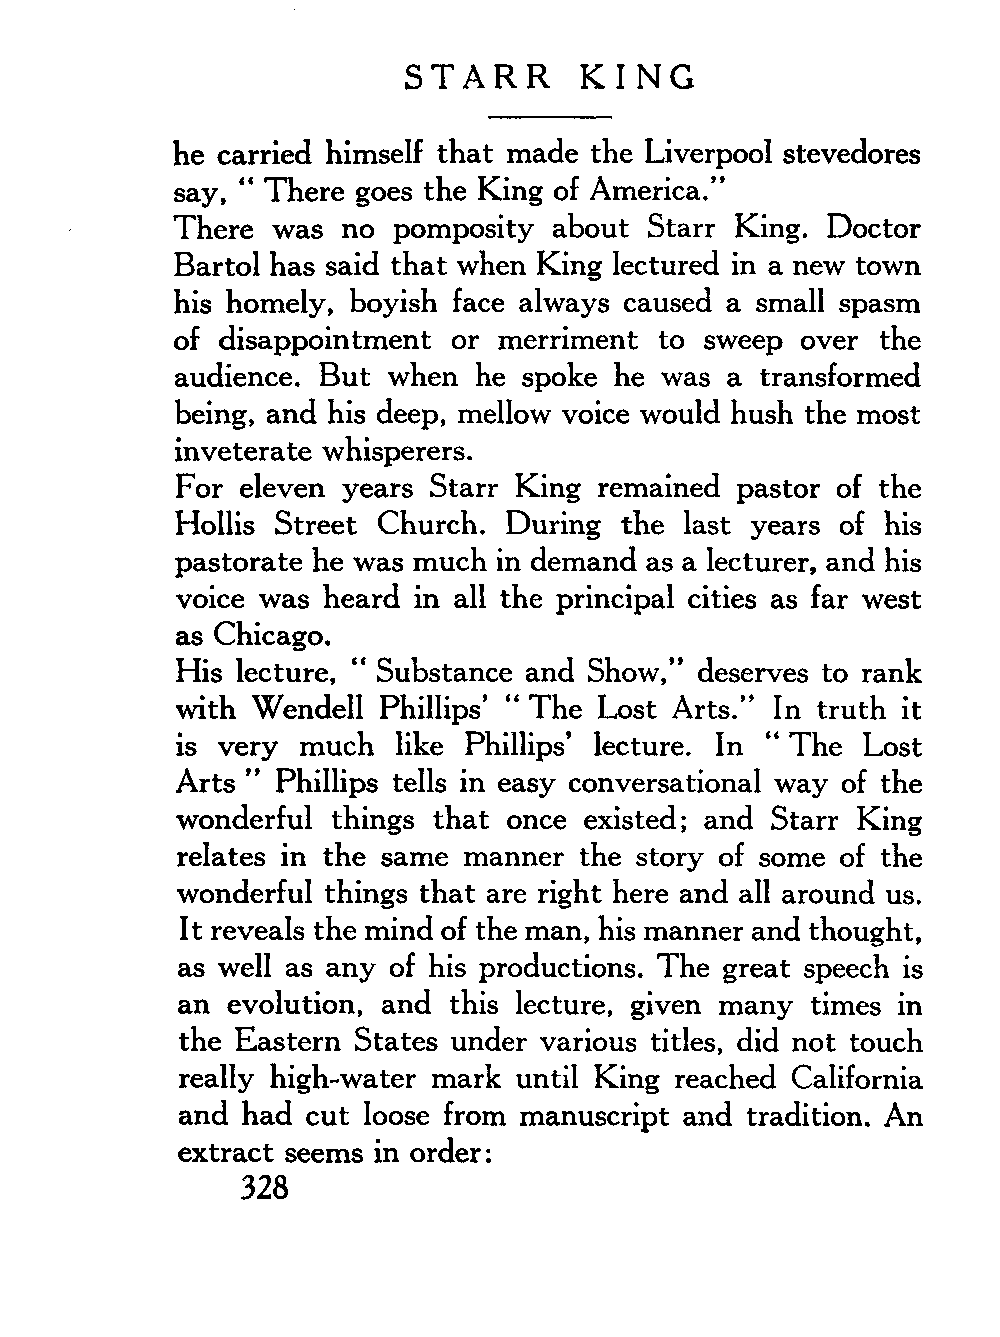 STARR KING
he carried himself that made the Liverpool stevedores
say, “ There goes the King of America.”
There was no pomposity about Starr King. Doctor
Bartol has said that when King lectured in a new town
his homely, boyish face always caused a small spasm
of disappointment or merriment to sweep over the
audience. But when he spoke he was a transformed
being, and his deep, mellow voice would hush the most
inveterate whisperers.
For eleven years Starr King remained pastor of the
Hollis Street Church. During the last years of his
pastorate he was much in demand as a lecturer, and his
voice was heard in all the principal cities as far west
as Chicago.
His lecture, “ Substance and Show,” deserves to rank
with Wendell Phillips’ “ The Lost Arts.” In truth it
is very much like Phillips’ lecture. In “ The Lost
Arts ” Phillips tells in easy conversational way of the
wonderful things that once existed; and Starr King
relates in the same manner the story of some of the
wonderful things that are right here and all around us.
It reveals the mind of the man, his manner and thought,
as well as any of his productions. The great speech is
an evolution, and this lecture, given many times in
the Eastern States under various titles, did not touch
really high-water mark until King reached California
and had cut loose from manuscript and tradition. An
extract seems in order:
328